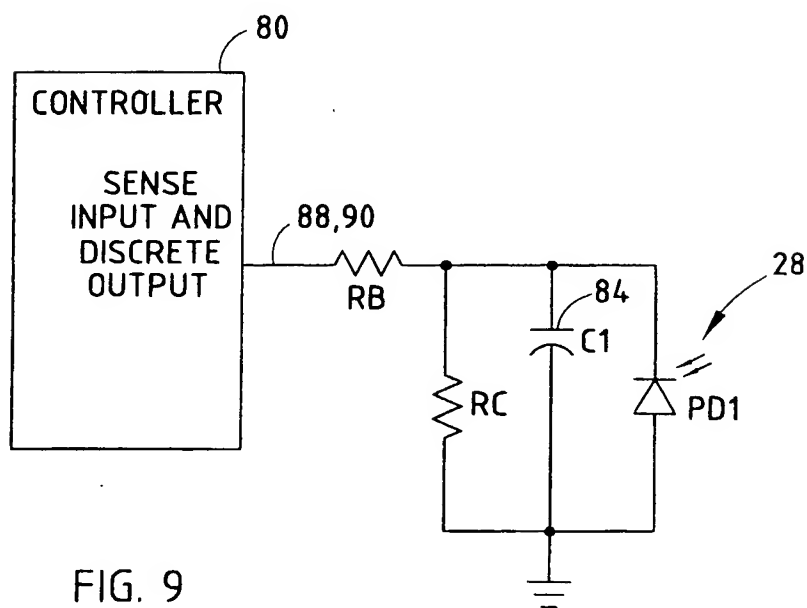 80
CONTROLLER
SENSE
INPUT AND
DISCRETE
OUTPUT
88,90
RB
84
C1
28
RC
PD1
FIG. 9